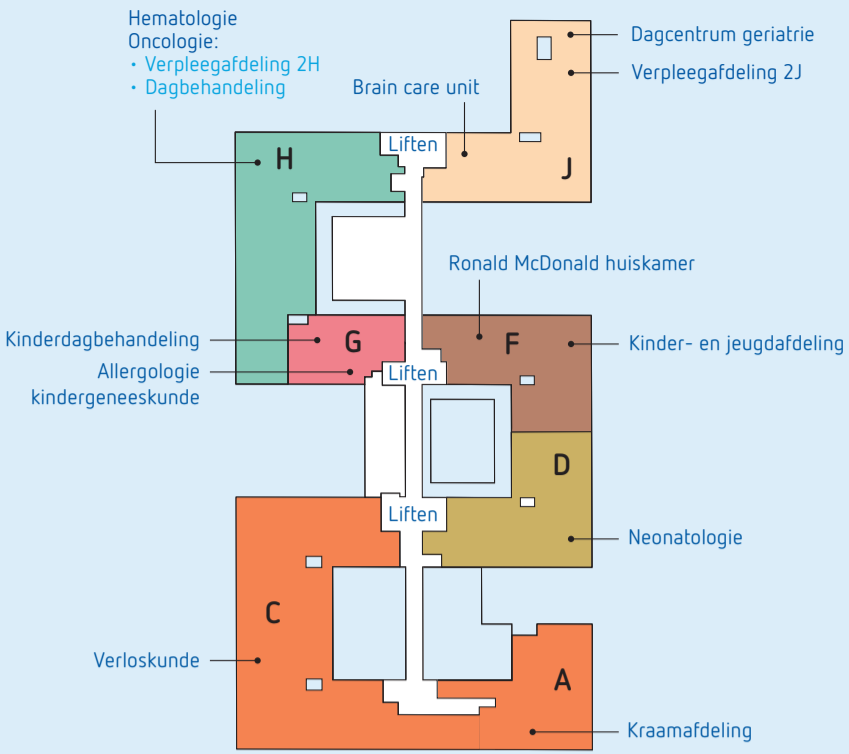 Hematologie
Oncologie:
• Verpleegafdeling 2H
• Dagbehandeling
Dagcentrum geriatrie
Verpleegafdeling 2J
Brain care unit
Liften
H
J
Ronald McDonald huiskamer
Kinderdagbehandeling
G
F
Kinder- en jeugdafdeling
Allergologie
kindergeneeskunde
Liften
D
Liften
Neonatologie
C
Verloskunde
A
Kraamafdeling